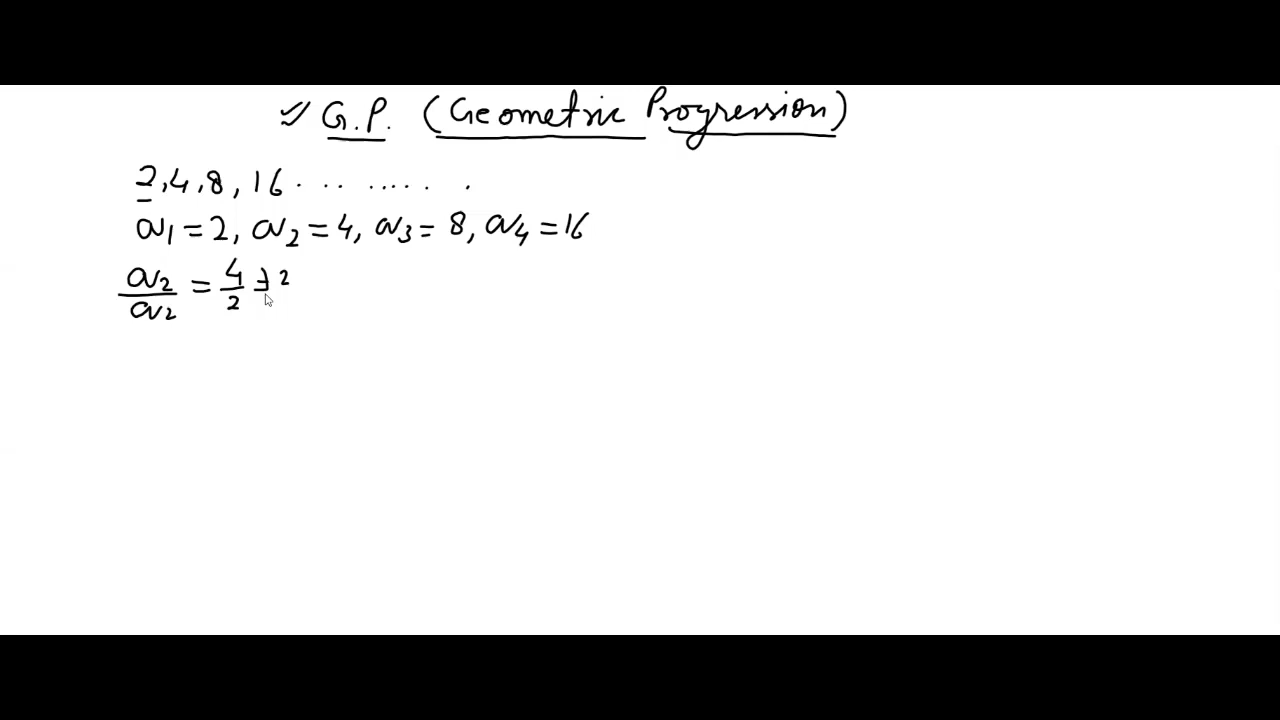 G.P. (Geometric Progression)
2,4,8,16.........
a1=2, a2=4, a3=8, a4=16
a2/a2 = 4/2 = 2